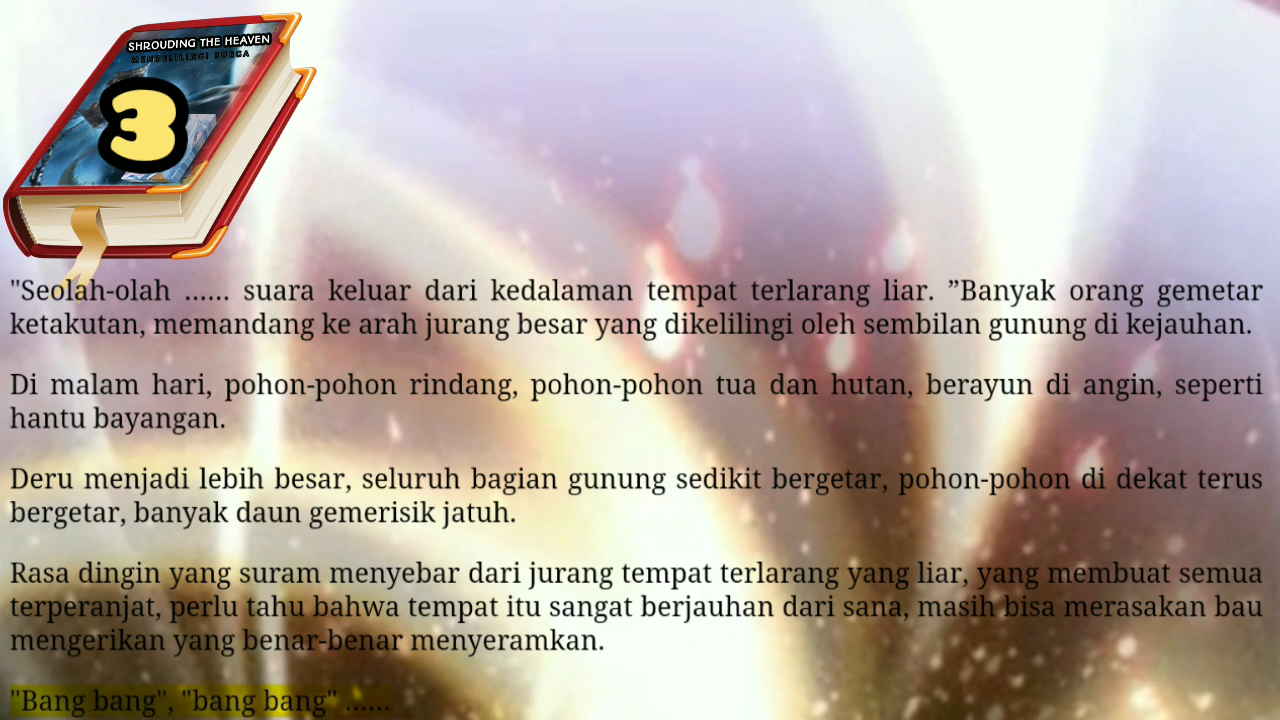 SHROUDING THE HEAVEN
MENGELILINGI SURGA
3
"Seolah-olah ...... suara keluar dari kedalaman tempat terlarang liar. ”Banyak orang gemetar
ketakutan, memandang ke arah jurang besar yang dikelilingi oleh sembilan gunung di kejauhan.
Di malam hari, pohon-pohon rindang, pohon-pohon tua dan hutan, berayun di angin, seperti
hantu bayangan.
Deru menjadi lebih besar, seluruh bagian gunung sedikit bergetar, pohon-pohon di dekat terus
bergetar, banyak daun gemerisik jatuh.
Rasa dingin yang suram menyebar dari jurang tempat terlarang yang liar, yang membuat semua
terperanjat, perlu tahu bahwa tempat itu sangat berjauhan dari sana, masih bisa merasakan bau
mengerikan yang benar-benar menyeramkan.
"Bang bang", "bang bang" ......